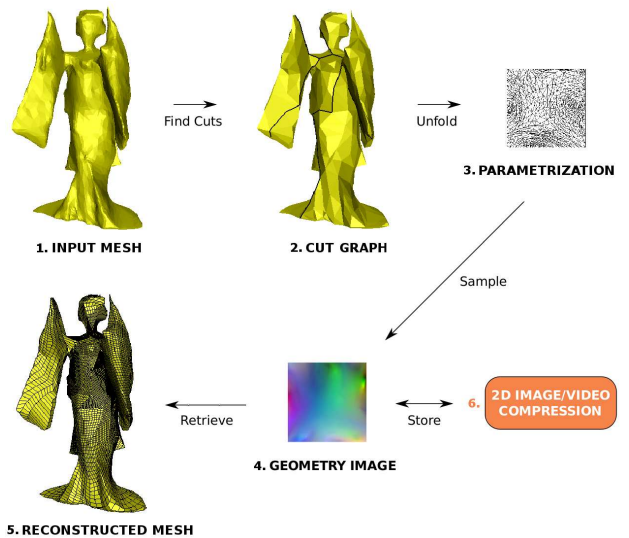 Find Cuts
Unfold
1. INPUT MESH
2. CUT GRAPH
3. PARAMETRIZATION
Sample
Retrieve
4. GEOMETRY IMAGE
Store
6. 2D IMAGE/VIDEO
COMPRESSION
5. RECONSTRUCTED MESH